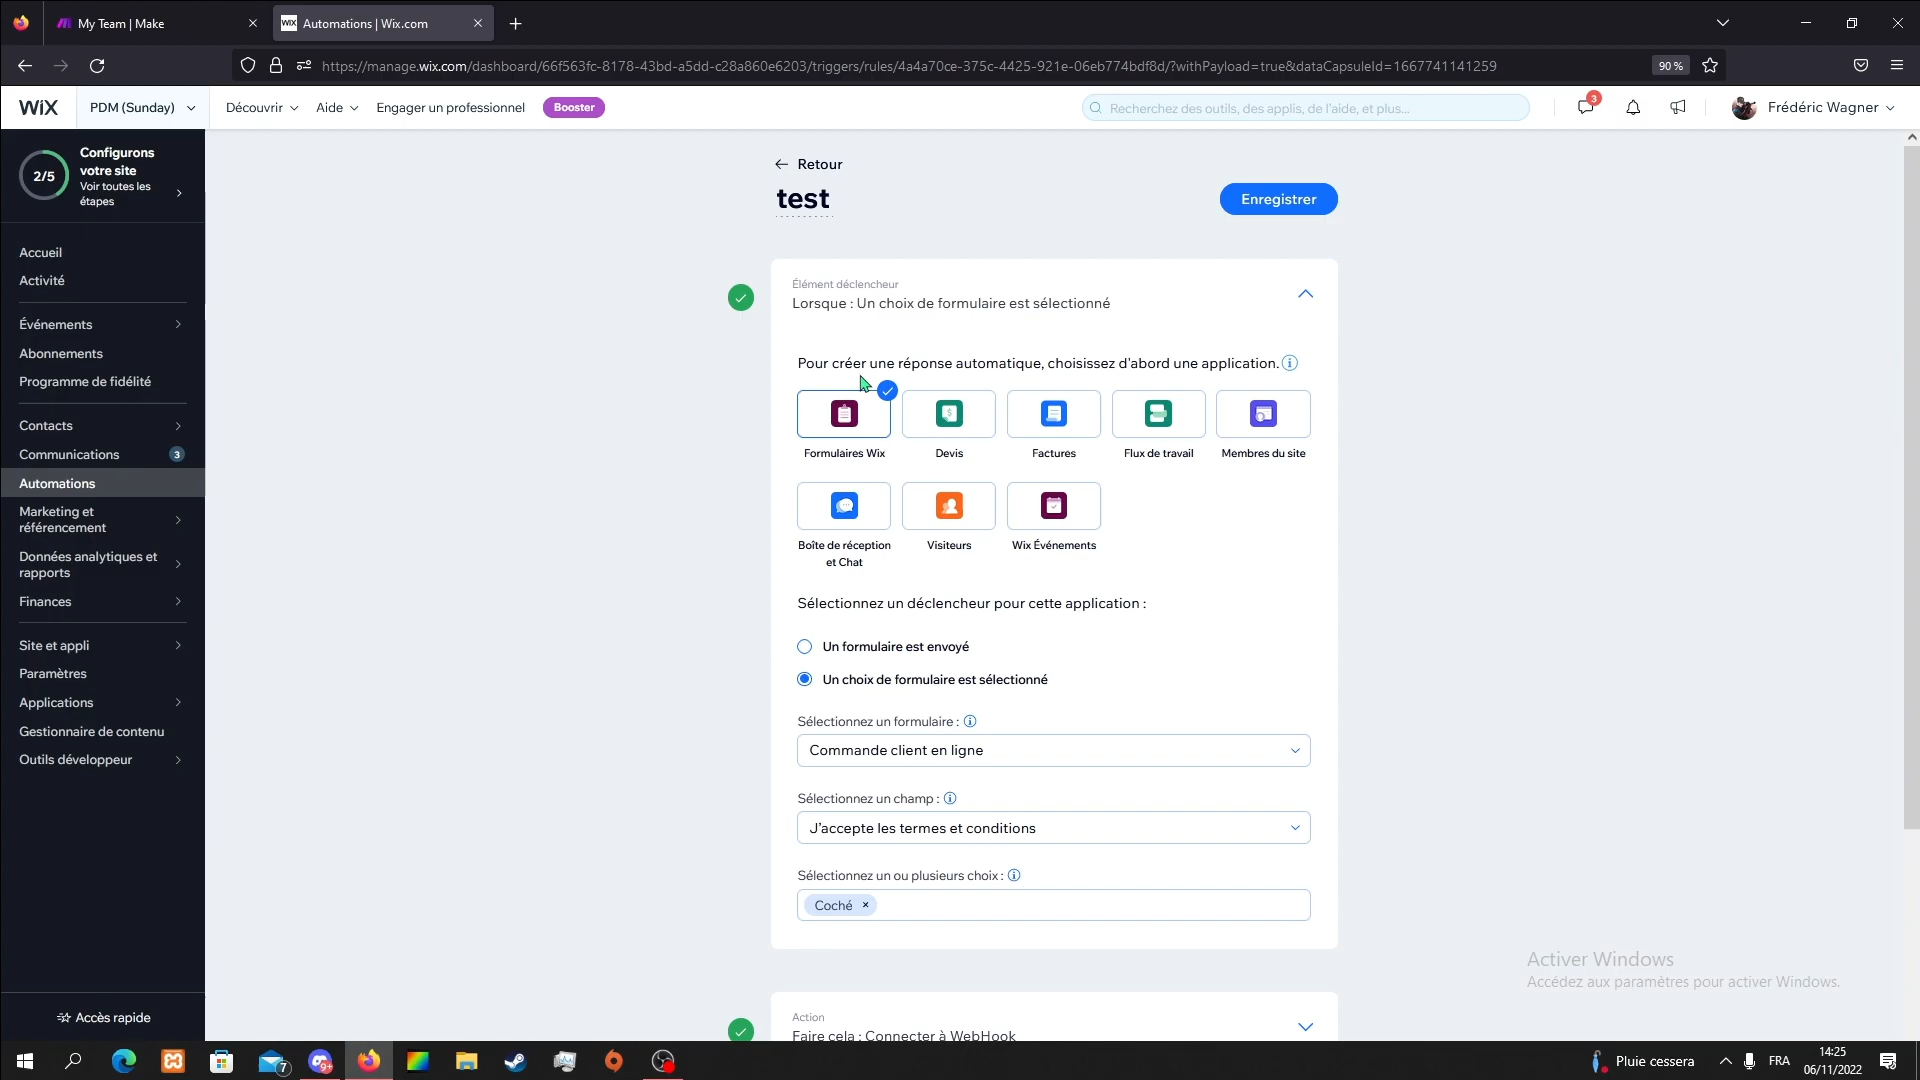 My Team | Make
WiX Automations | Wix.com
https://manage.wix.com/dashboard/66f563fc-8178-43bd-a5dd-c28a860e6203/triggers/rules/4a4a70ce-375c-4425-921e-06eb774bdf8d/?withPayload=true&dataCapsuleId=1667741141259
90 %
WiX
PDM (Sunday)
Découvrir
Aide
Engager un professionnel
Booster
Recherchez des outils, des applis, de l'aide, et plus...
3
Frédéric Wagner
2/5
Configurons
votre site
Voir toutes les
étapes
Accueil
Activité
Événements
Abonnements
Programme de fidélité
Contacts
Communications 3
Automations
Marketing et
référencement
Données analytiques et
rapports
Finances
Site et appli
Paramètres
Applications
Gestionnaire de contenu
Outils développeur
Accès rapide
Retour
test
Enregistrer
Élément déclencheur
Lorsque : Un choix de formulaire est sélectionné
Pour créer une réponse automatique, choisissez d'abord une application.
Formulaires Wix
Devis
Factures
Flux de travail
Membres du site
Boîte de réception
et Chat
Visiteurs
Wix Événements
Sélectionnez un déclencheur pour cette application :
Un formulaire est envoyé
Un choix de formulaire est sélectionné
Sélectionnez un formulaire :
Commande client en ligne
Sélectionnez un champ :
J'accepte les termes et conditions
Sélectionnez un ou plusieurs choix :
Coché ×
Action
Faire cela : Connecter à WebHook
Activer Windows
Accédez aux paramètres pour activer Windows.
7
9+
Pluie cessera
FRA
14:25
06/11/2022